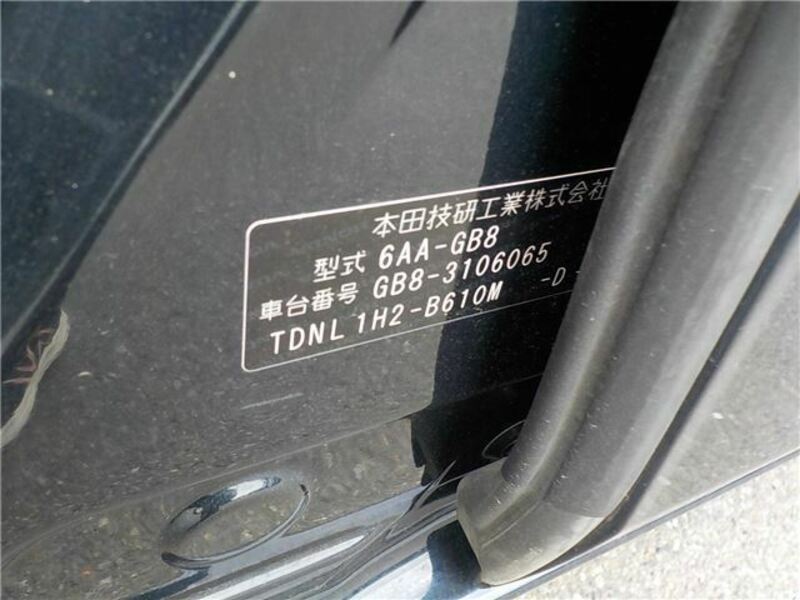 本田技研工業株式会社
型式 6AA-GB8
車台番号 GB8-3106065
TDNL 1H2-B610M -D